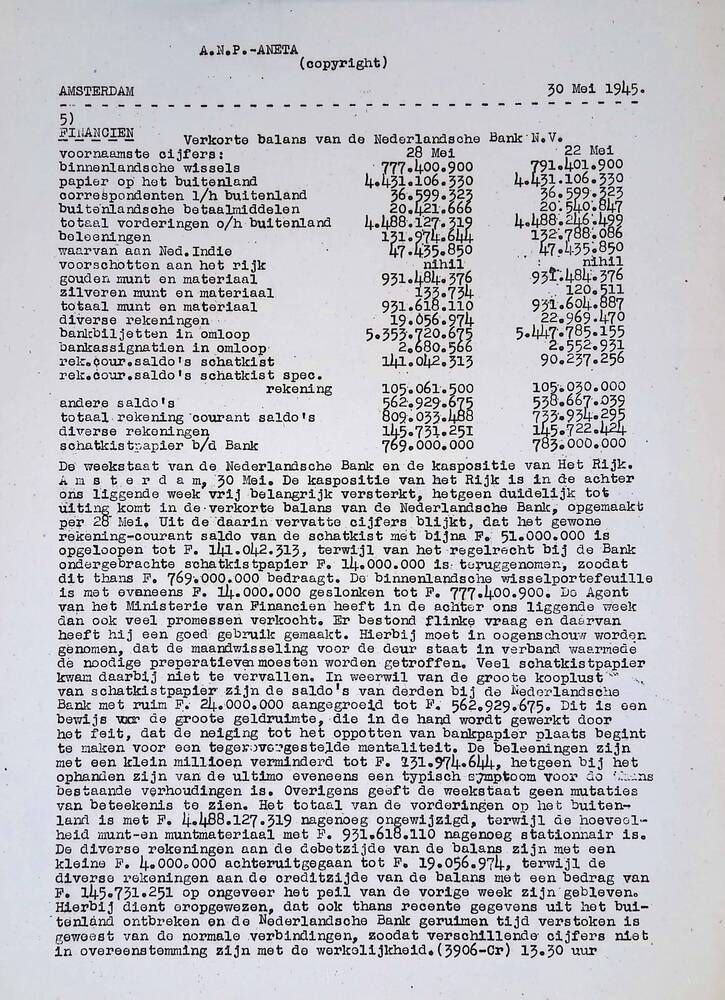 A.N.P.-ANETA
(copyright)
AMSTERDAM 30 Mei 1945.
5)
FINANCIEN
Verkorte balans van de Nederlandsche Bank N.V.
voornaamste cijfers: 28 Mei 22 Mei
binnenlandsche wissels 777.400.900 791.401.900
papier op het buitenland 4.431.106.330 4.431.106.330
correspondenten i/h buitenland 36.599.323 36.599.323
buitenlandsche betaalmiddelen 20.421.666 20.540.847
totaal vorderingen o/h buitenland 4.488.127.319 4.488.246.499
beleeningen 131.974.644 132.788.086
waarvan aan Ned.Indie 47.435.850 47.435.850
voorschotten aan het rijk nihil : nihil
gouden munt en materiaal 931.484.376 931.484.376
zilveren munt en materiaal 133.734 120.511
totaal munt en materiaal 931.618.110 931.604.887
diverse rekeningen 19.056.974 22.969.470
bankbiljetten in omloop 5.353.720.675 5.447.785.155
bankassignatien in omloop 2.680.566 2.552.931
rek.cour.saldo's schatkist 141.042.313 90.237.256
rek.cour.saldo's schatkist spec.
rekening 105.061.500 105.030.000
andere saldo's 562.929.675 538.667.039
totaal rekening courant saldo's 809.033.488 733.934.295
diverse rekeningen 145.731.251 145.722.424
schatkistpapier b/d Bank 769.000.000 783.000.000
De weekstaat van de Nederlandsche Bank en de kaspositie van Het Rijk.
A m s t e r d a m, 30 Mei. De kaspositie van het Rijk is in de achter
ons liggende week vrij belangrijk versterkt, hetgeen duidelijk tot
uiting komt in de verkorte balans van de Nederlandsche Bank, opgemaakt
per 28 Mei. Uit de daarin vervatte cijfers blijkt, dat het gewone
rekening-courant saldo van de schatkist met bijna F. 51.000.000 is
opgeloopen tot F. 141.042.313, terwijl van het regelrecht bij de Bank
ondergebrachte schatkistpapier F. 14.000.000 is teruggenomen, zoodat
dit thans F. 769.000.000 bedraagt. De binnenlandsche wisselportefeuille
is met eveneens F. 14.000.000 geslonken tot F. 777.400.900. De Agent
van het Ministerie van Financien heeft in de achter ons liggende week
dan ook veel promessen verkocht. Er bestond flinke vraag en daarvan
heeft hij een goed gebruik gemaakt. Hierbij moet in oogenschouw worden
genomen, dat de maandwisseling voor de deur staat in verband waarmede
de noodige preperatieven moesten worden getroffen. Veel schatkistpapier
kwam daarbij niet te vervallen. In weerwil van de groote kooplust
van schatkistpapier zijn de saldo's van derden bij de Nederlandsche
Bank met ruim F. 24.000.000 aangegroeid tot F. 562.929.675. Dit is een
bewijs voor de groote geldruimte, die in de hand wordt gewerkt door
het feit, dat de neiging tot het oppotten van bankpapier plaats begint
te maken voor een tegenovergestelde mentaliteit. De beleeningen zijn
met een klein millioen verminderd tot F. 131.974.644, hetgeen bij het
ophanden zijn van de ultimo eveneens een typisch symptoom voor de thans
bestaande verhoudingen is. Overigens geeft de weekstaat geen mutaties
van beteekenis te zien. Het totaal van de vorderingen op het buiten-
land is met F. 4.488.127.319 nagenoeg ongewijzigd, terwijl de hoeveel-
heid munt-en muntmateriaal met F. 931.618.110 nagenoeg stationnair is.
De diverse rekeningen aan de debetzijde van de balans zijn met een
kleine F. 4.000.000 achteruitgegaan tot F. 19.056.974, terwijl de
diverse rekeningen aan de creditzijde van de balans met een bedrag van
F. 145.731.251 op ongeveer het peil van de vorige week zijn gebleven.
Hierbij dient eropgewezen, dat ook thans recente gegevens uit het bui-
tenland ontbreken en de Nederlandsche Bank geruimen tijd verstoken is
geweest van de normale verbindingen, zoodat verschillende cijfers niet
in overeenstemming zijn met de werkelijkheid.(3906-Cr) 13.30 uur